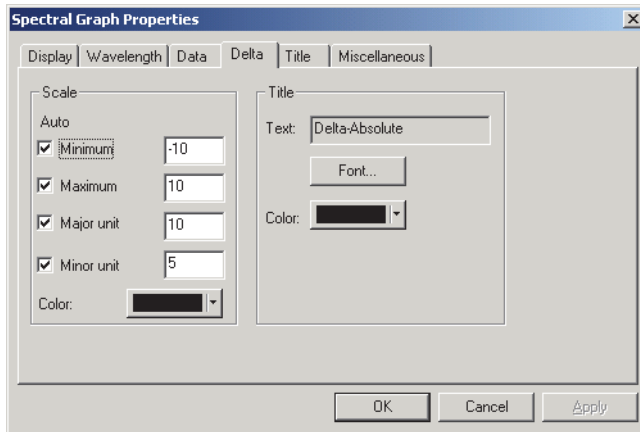 Spectral Graph Properties
Display Wavelength Data Delta Title Miscellaneous
Scale
Auto
Minimum -10
Maximum 10
Major unit 10
Minor unit 5
Color:
Title
Text: Delta-Absolute
Font...
Color:
OK Cancel Apply